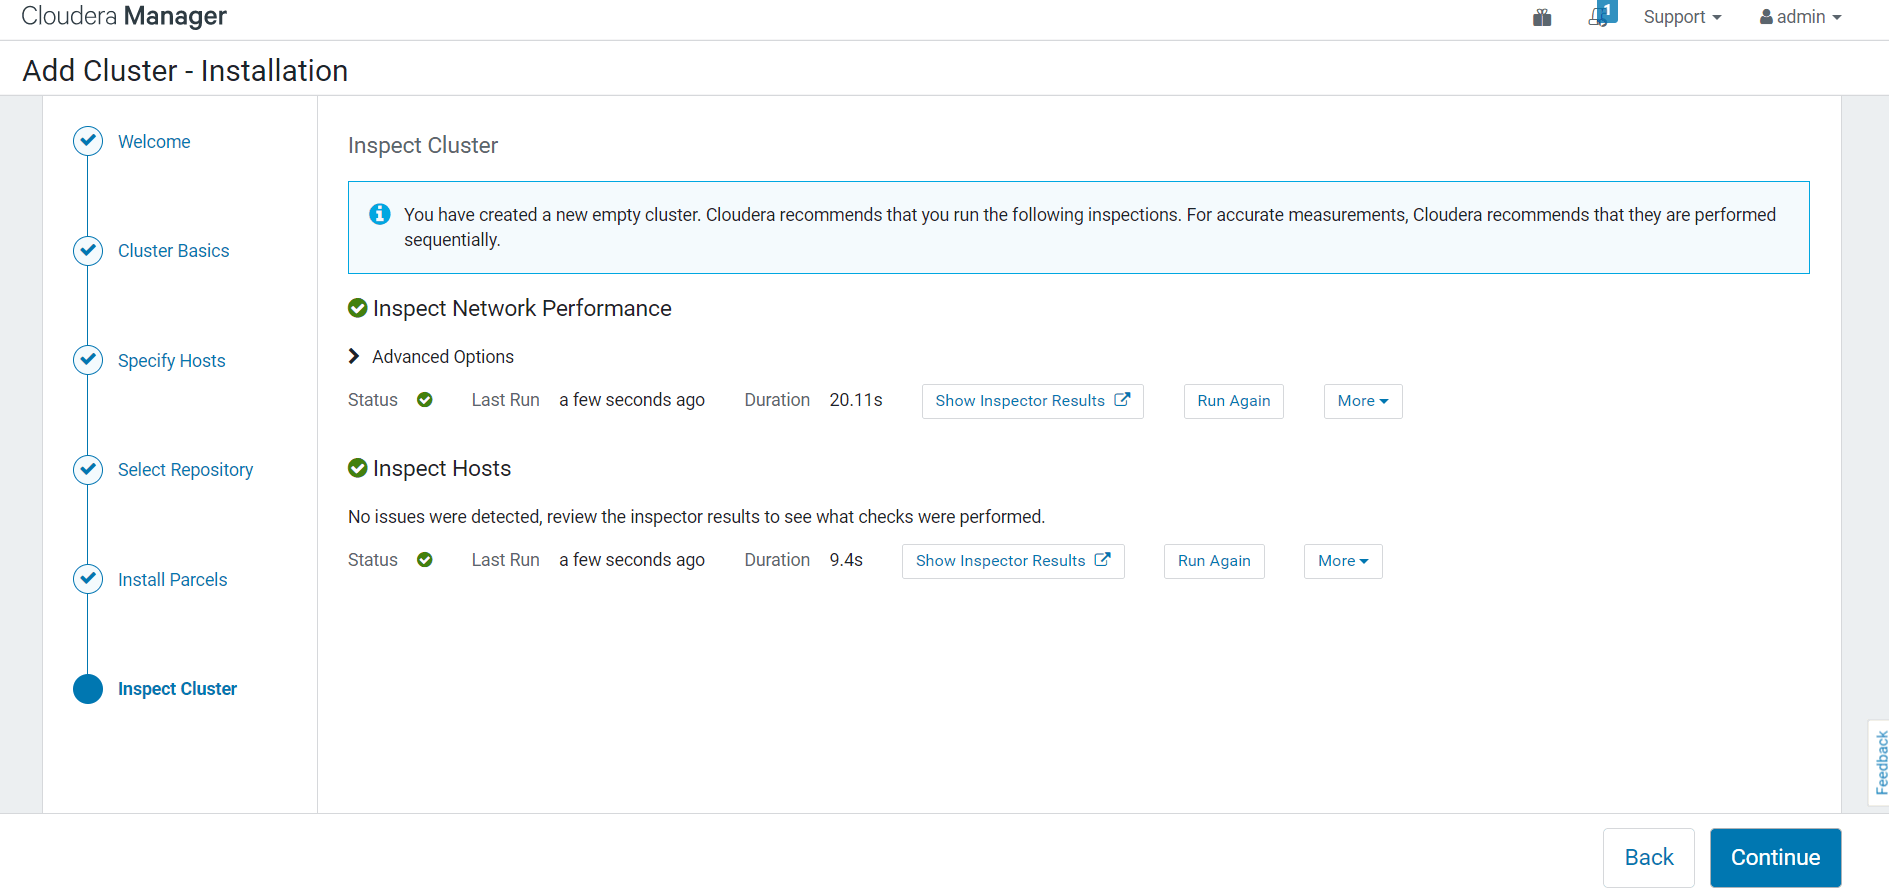 Cloudera Manager
1
Support
admin
Add Cluster - Installation
Welcome
Cluster Basics
Specify Hosts
Select Repository
Install Parcels
Inspect Cluster
Inspect Cluster
You have created a new empty cluster. Cloudera recommends that you run the following inspections. For accurate measurements, Cloudera recommends that they are performed
sequentially.
Inspect Network Performance
Advanced Options
Status Last Run a few seconds ago Duration 20.11s Show Inspector Results Run Again More
Inspect Hosts
No issues were detected, review the inspector results to see what checks were performed.
Status Last Run a few seconds ago Duration 9.4s Show Inspector Results Run Again More
Feedback
Back Continue